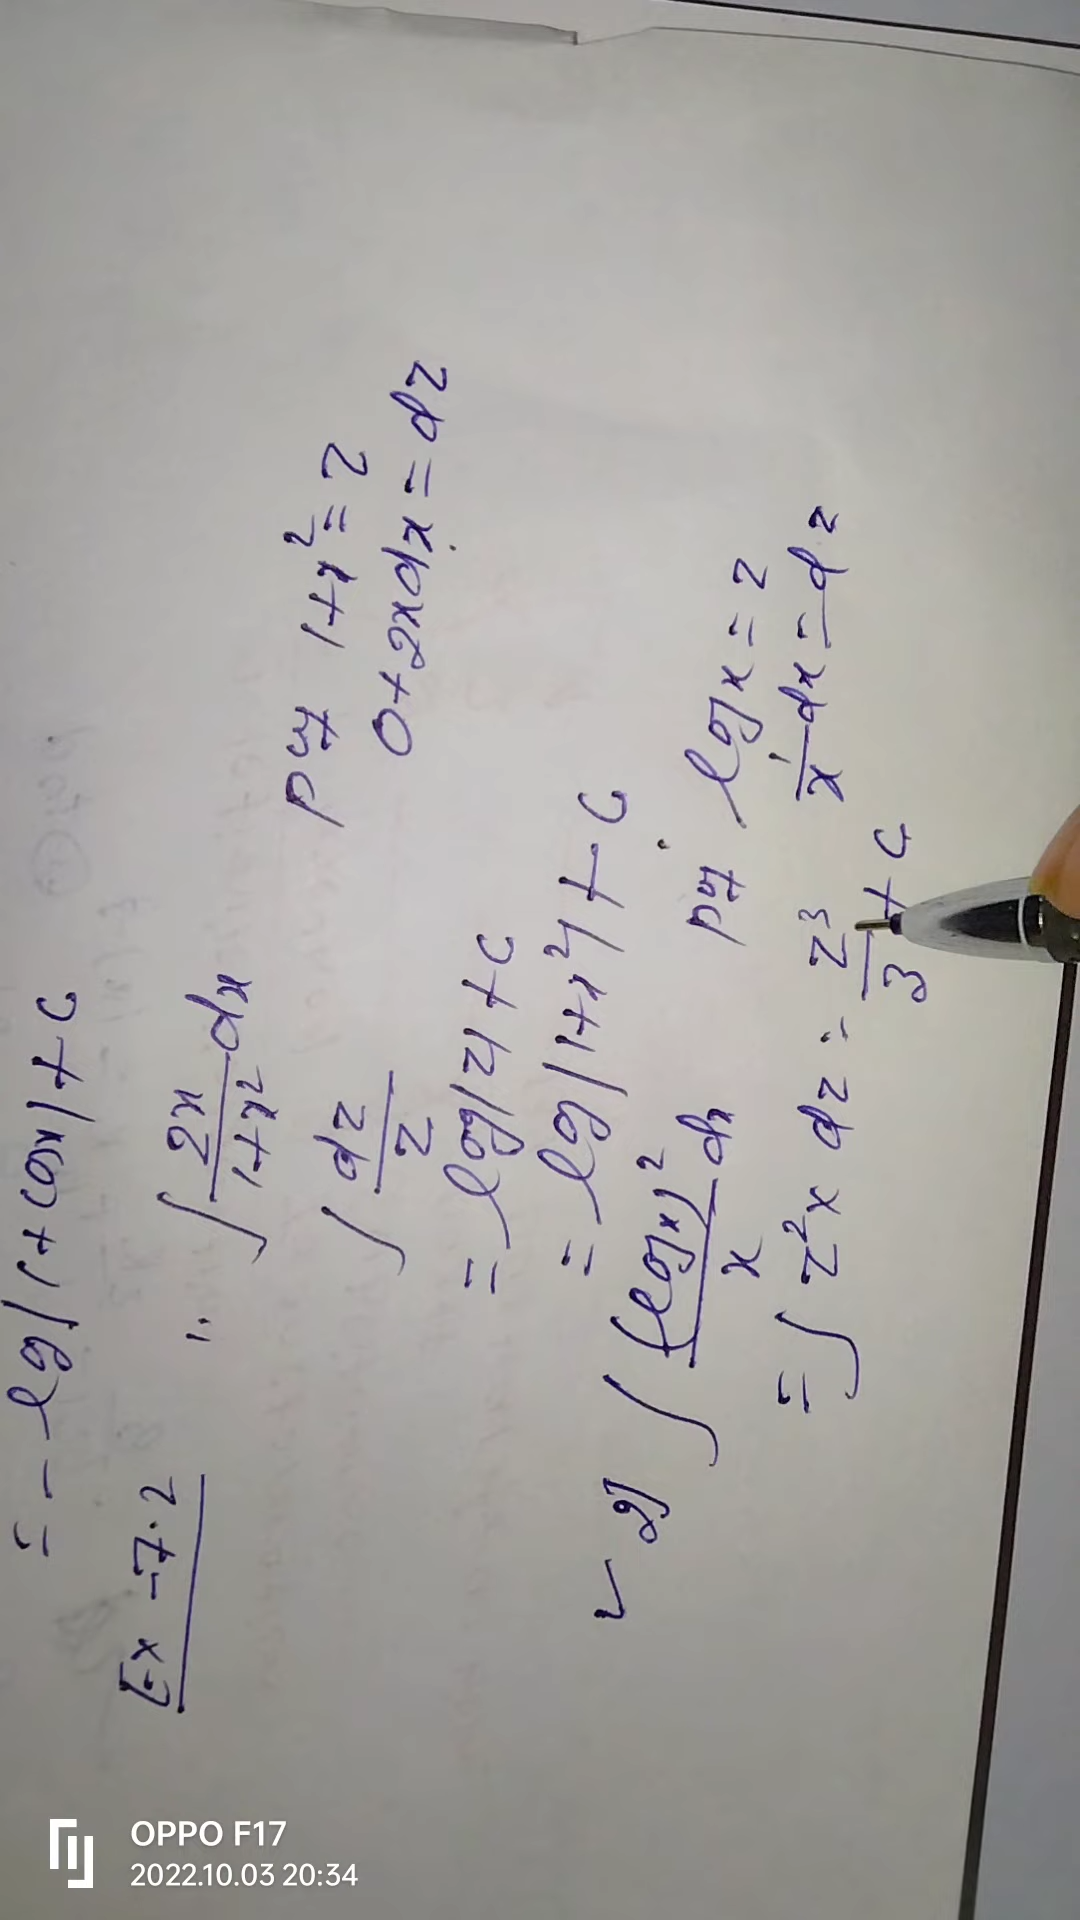 = - log|1+cosx|+c
Ex -7.2
1. ∫ 2x/1+x² dx
put 1+x² = z
0+2xdx = dz
∫ dz/z
= log|z|+c
= log|1+x²|+c
2) ∫ (logx)²/x dx
put logx = z
1/x dx = dz
= ∫ z² x dz = z³/3 + c
OPPO F17
2022.10.03 20:34